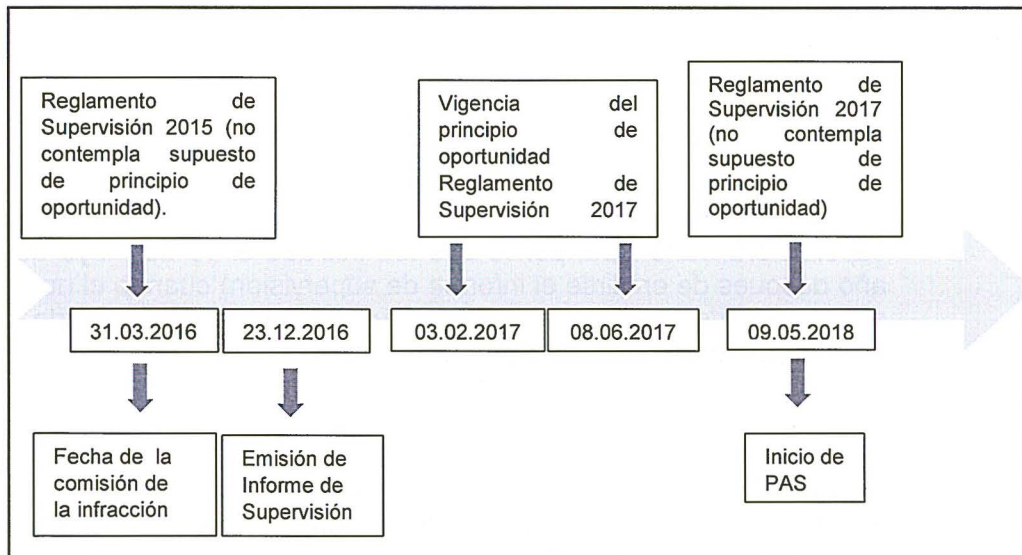 Reglamento de
Supervisión 2015 (no
contempla supuesto
de principio de
oportunidad).
Vigencia del
principio de
oportunidad
Reglamento de
Supervisión 2017
Reglamento de
Supervisión 2017
(no contempla
supuesto de
principio de
oportunidad)
31.03.2016
23.12.2016
03.02.2017
08.06.2017
09.05.2018
Fecha de la
comisión de
la infracción
Emisión de
Informe de
Supervisión
Inicio de
PAS